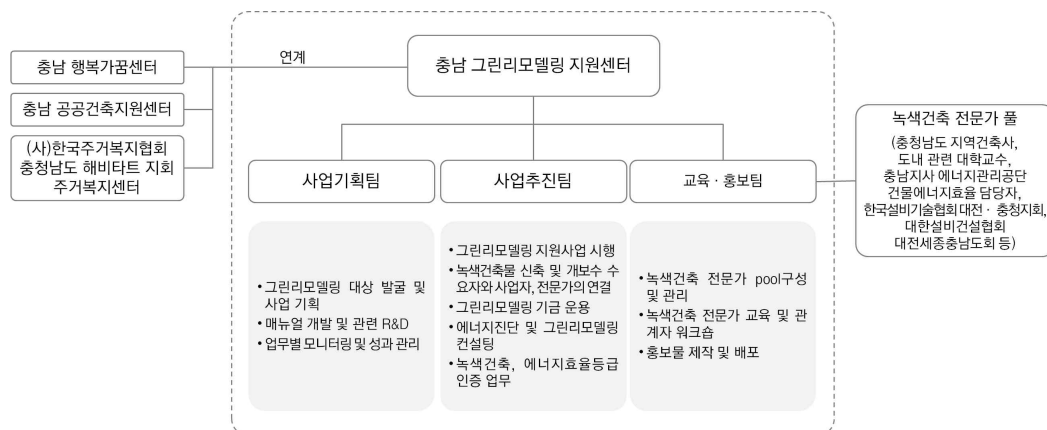 충남 행복가꿈센터
충남 공공건축지원센터
(사)한국주거복지협회
충청남도 해비타트 지회
주거복지센터
연계
충남 그린리모델링 지원센터
사업기획팀
사업추진팀
교육 · 홍보팀
• 그린리모델링 대상 발굴 및
사업 기획
• 매뉴얼 개발 및 관련 R&D
• 업무별 모니터링 및 성과 관리
• 그린리모델링 지원사업 시행
• 녹색건축물 신축 및 개보수 수
요자와 사업자, 전문가의 연결
• 그린리모델링 기금 운용
• 에너지진단 및 그린리모델링
컨설팅
• 녹색건축, 에너지효율등급
인증 업무
• 녹색건축 전문가 pool구성
및 관리
• 녹색건축 전문가 교육 및 관
계자 워크숍
• 홍보물 제작 및 배포
녹색건축 전문가 풀
(충청남도 지역건축사,
도내 관련 대학교수,
충남지사 에너지관리공단
건물에너지효율 담당자,
한국설비기술협회 대전 · 충청지회,
대한설비건설협회
대전세종충남도회 등)